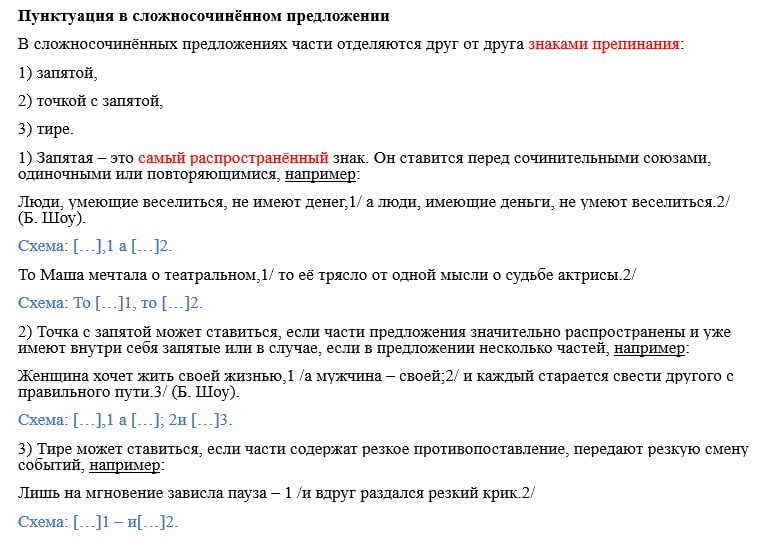 Пунктуация в сложносочинённом предложении
В сложносочинённых предложениях части отделяются друг от друга знаками препинания:
1) запятой,
2) точкой с запятой,
3) тире.
1) Запятая – это самый распространённый знак. Он ставится перед сочинительными союзами,
одиночными или повторяющимися, например:
Люди, умеющие веселиться, не имеют денег,1/ а люди, имеющие деньги, не умеют веселиться.2/
(Б. Шоу).
Схема: […],1 а […]2.
То Маша мечтала о театральном,1/ то её трясло от одной мысли о судьбе актрисы.2/
Схема: То […]1, то […]2.
2) Точка с запятой может ставиться, если части предложения значительно распространены и уже
имеют внутри себя запятые или в случае, если в предложении несколько частей, например:
Женщина хочет жить своей жизнью,1 /а мужчина – своей;2/ и каждый старается свести другого с
правильного пути.3/ (Б. Шоу).
Схема: […],1 а […]; 2и […]3.
3) Тире может ставиться, если части содержат резкое противопоставление, передают резкую смену
событий, например:
Лишь на мгновение зависла пауза – 1 /и вдруг раздался резкий крик.2/
Схема: […]1 – и[…]2.